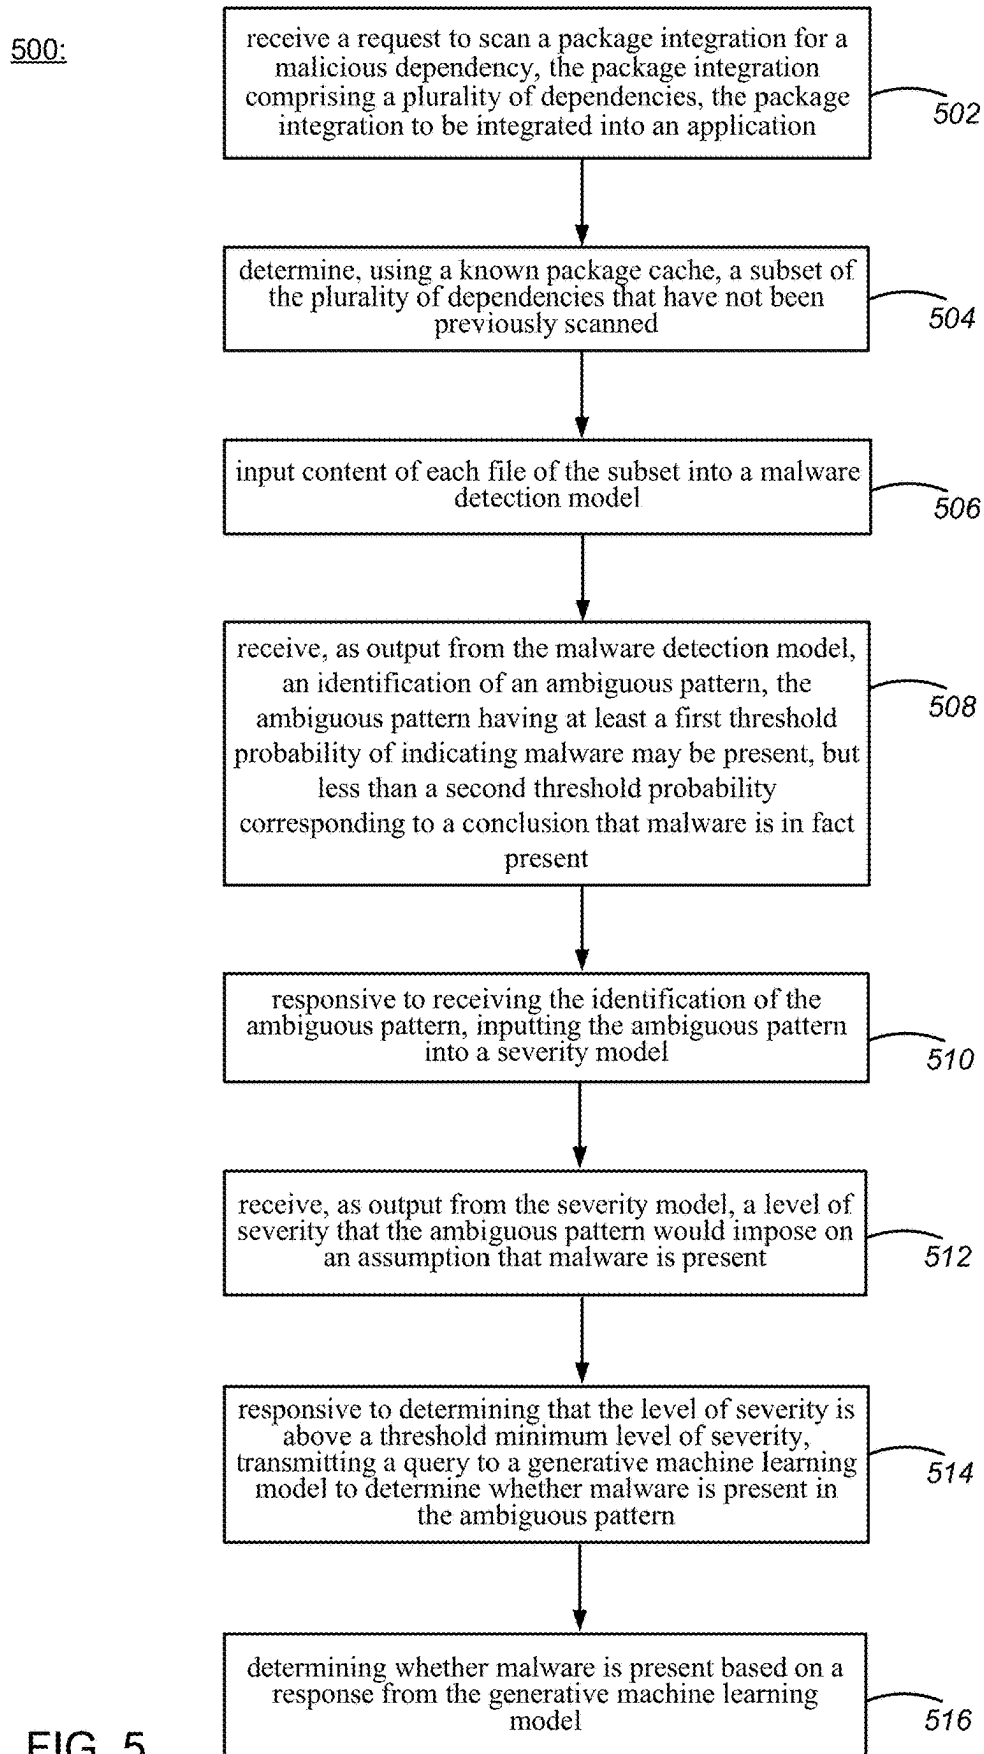 500:
receive a request to scan a package integration for a
malicious dependency, the package integration
comprising a plurality of dependencies, the package
integration to be integrated into an application
502
determine, using a known package cache, a subset of
the plurality of dependencies that have not been
previously scanned
504
input content of each file of the subset into a malware
detection model
506
receive, as output from the malware detection model,
an identification of an ambiguous pattern, the
ambiguous pattern having at least a first threshold
probability of indicating malware may be present, but
less than a second threshold probability
corresponding to a conclusion that malware is in fact
present
508
responsive to receiving the identification of the
ambiguous pattern, inputting the ambiguous pattern
into a severity model
510
receive, as output from the severity model, a level of
severity that the ambiguous pattern would impose on
an assumption that malware is present
512
responsive to determining that the level of severity is
above a threshold minimum level of severity,
transmitting a query to a generative machine learning
model to determine whether malware is present in
the ambiguous pattern
514
determining whether malware is present based on a
response from the generative machine learning
model
516
FIG. 5